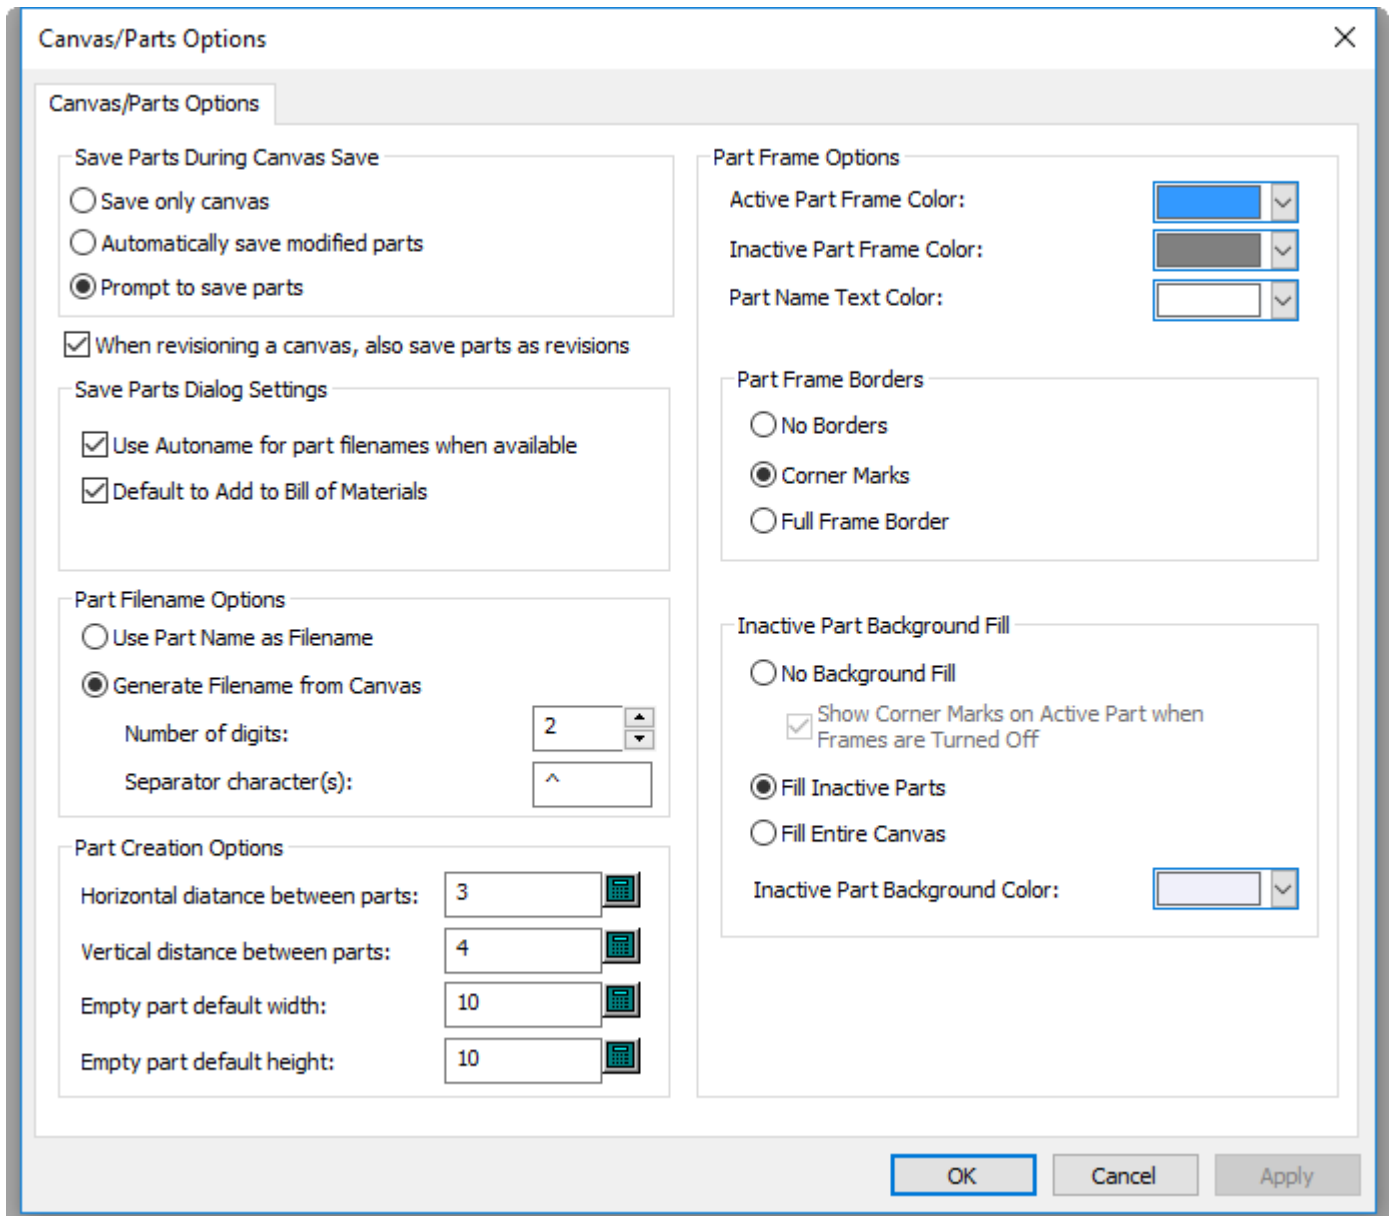 Canvas/Parts Options
Canvas/Parts Options
Save Parts During Canvas Save
Save only canvas
Automatically save modified parts
Prompt to save parts
When revisioning a canvas, also save parts as revisions
Save Parts Dialog Settings
Use Autoname for part filenames when available
Default to Add to Bill of Materials
Part Filename Options
Use Part Name as Filename
Generate Filename from Canvas
Number of digits: 2
Separator character(s): ^
Part Creation Options
Horizontal diatance between parts: 3
Vertical distance between parts: 4
Empty part default width: 10
Empty part default height: 10
Part Frame Options
Active Part Frame Color:
Inactive Part Frame Color:
Part Name Text Color:
Part Frame Borders
No Borders
Corner Marks
Full Frame Border
Inactive Part Background Fill
No Background Fill
Show Corner Marks on Active Part when
Frames are Turned Off
Fill Inactive Parts
Fill Entire Canvas
Inactive Part Background Color:
OK Cancel Apply